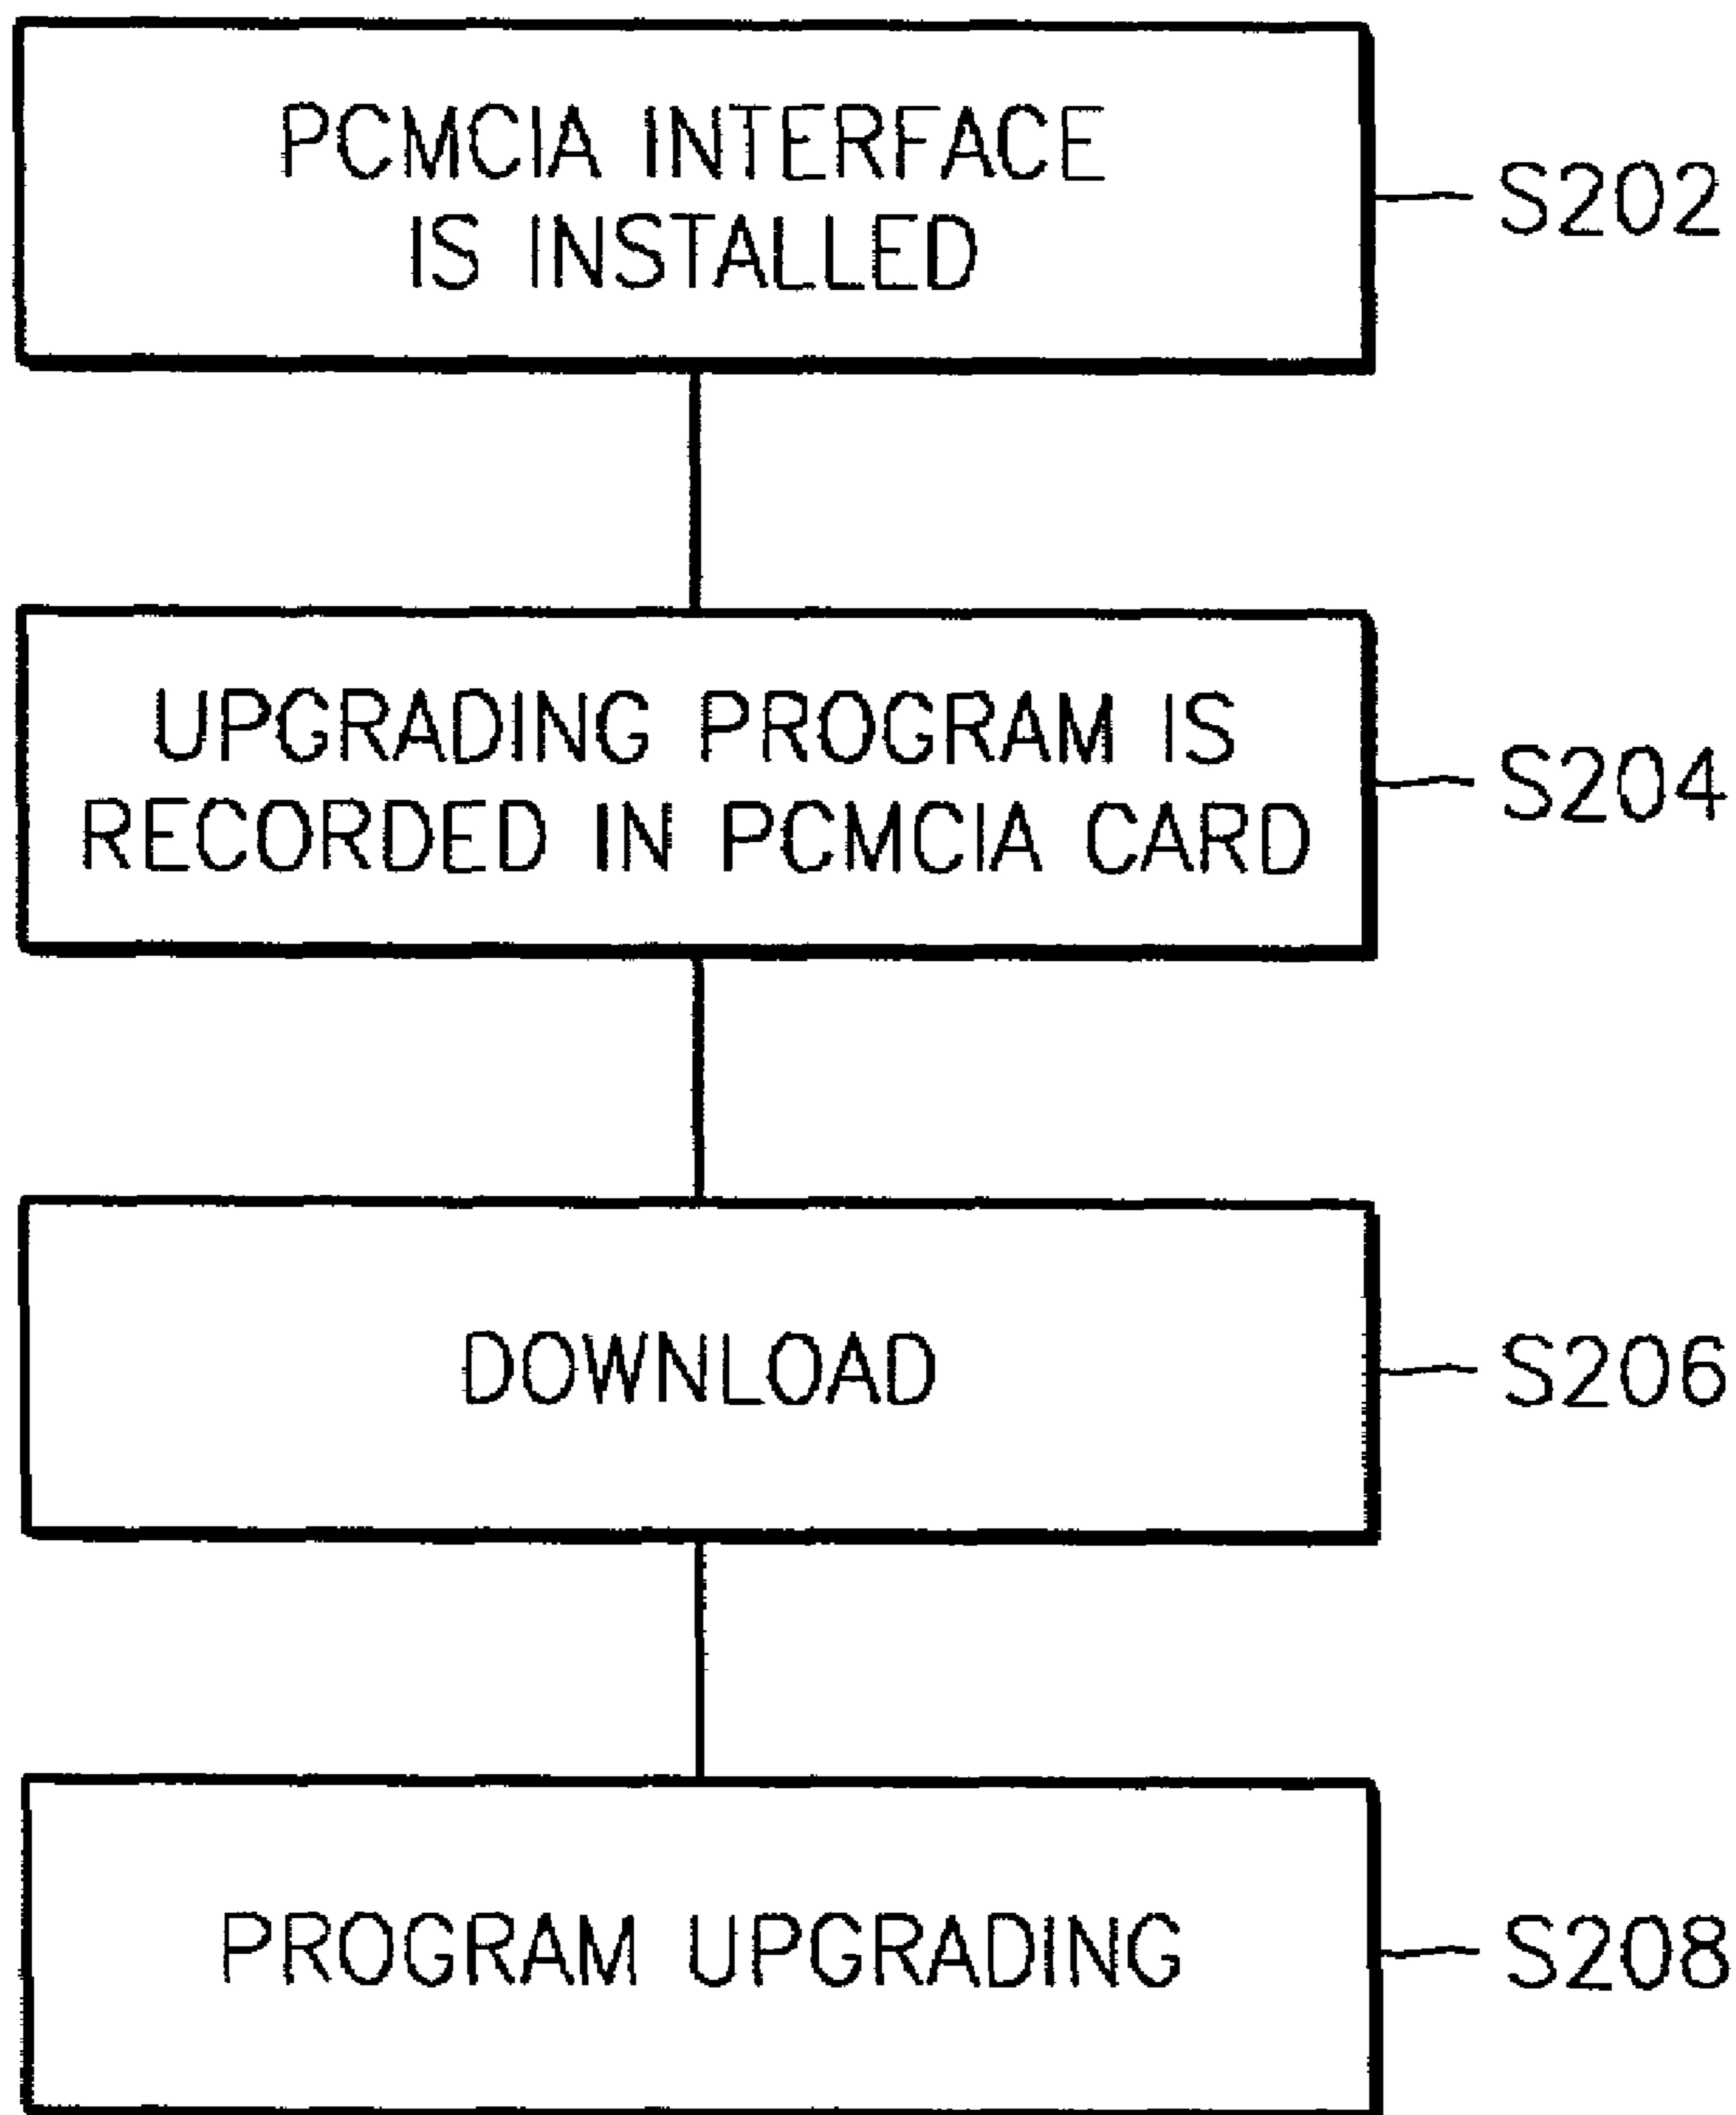 PCMCIA INTERFACE
IS INSTALLED
S202
UPGRADING PROGRAM IS
RECORDED IN PCMCIA CARD
S204
DOWNLOAD
S206
PROGRAM UPGRADING
S208